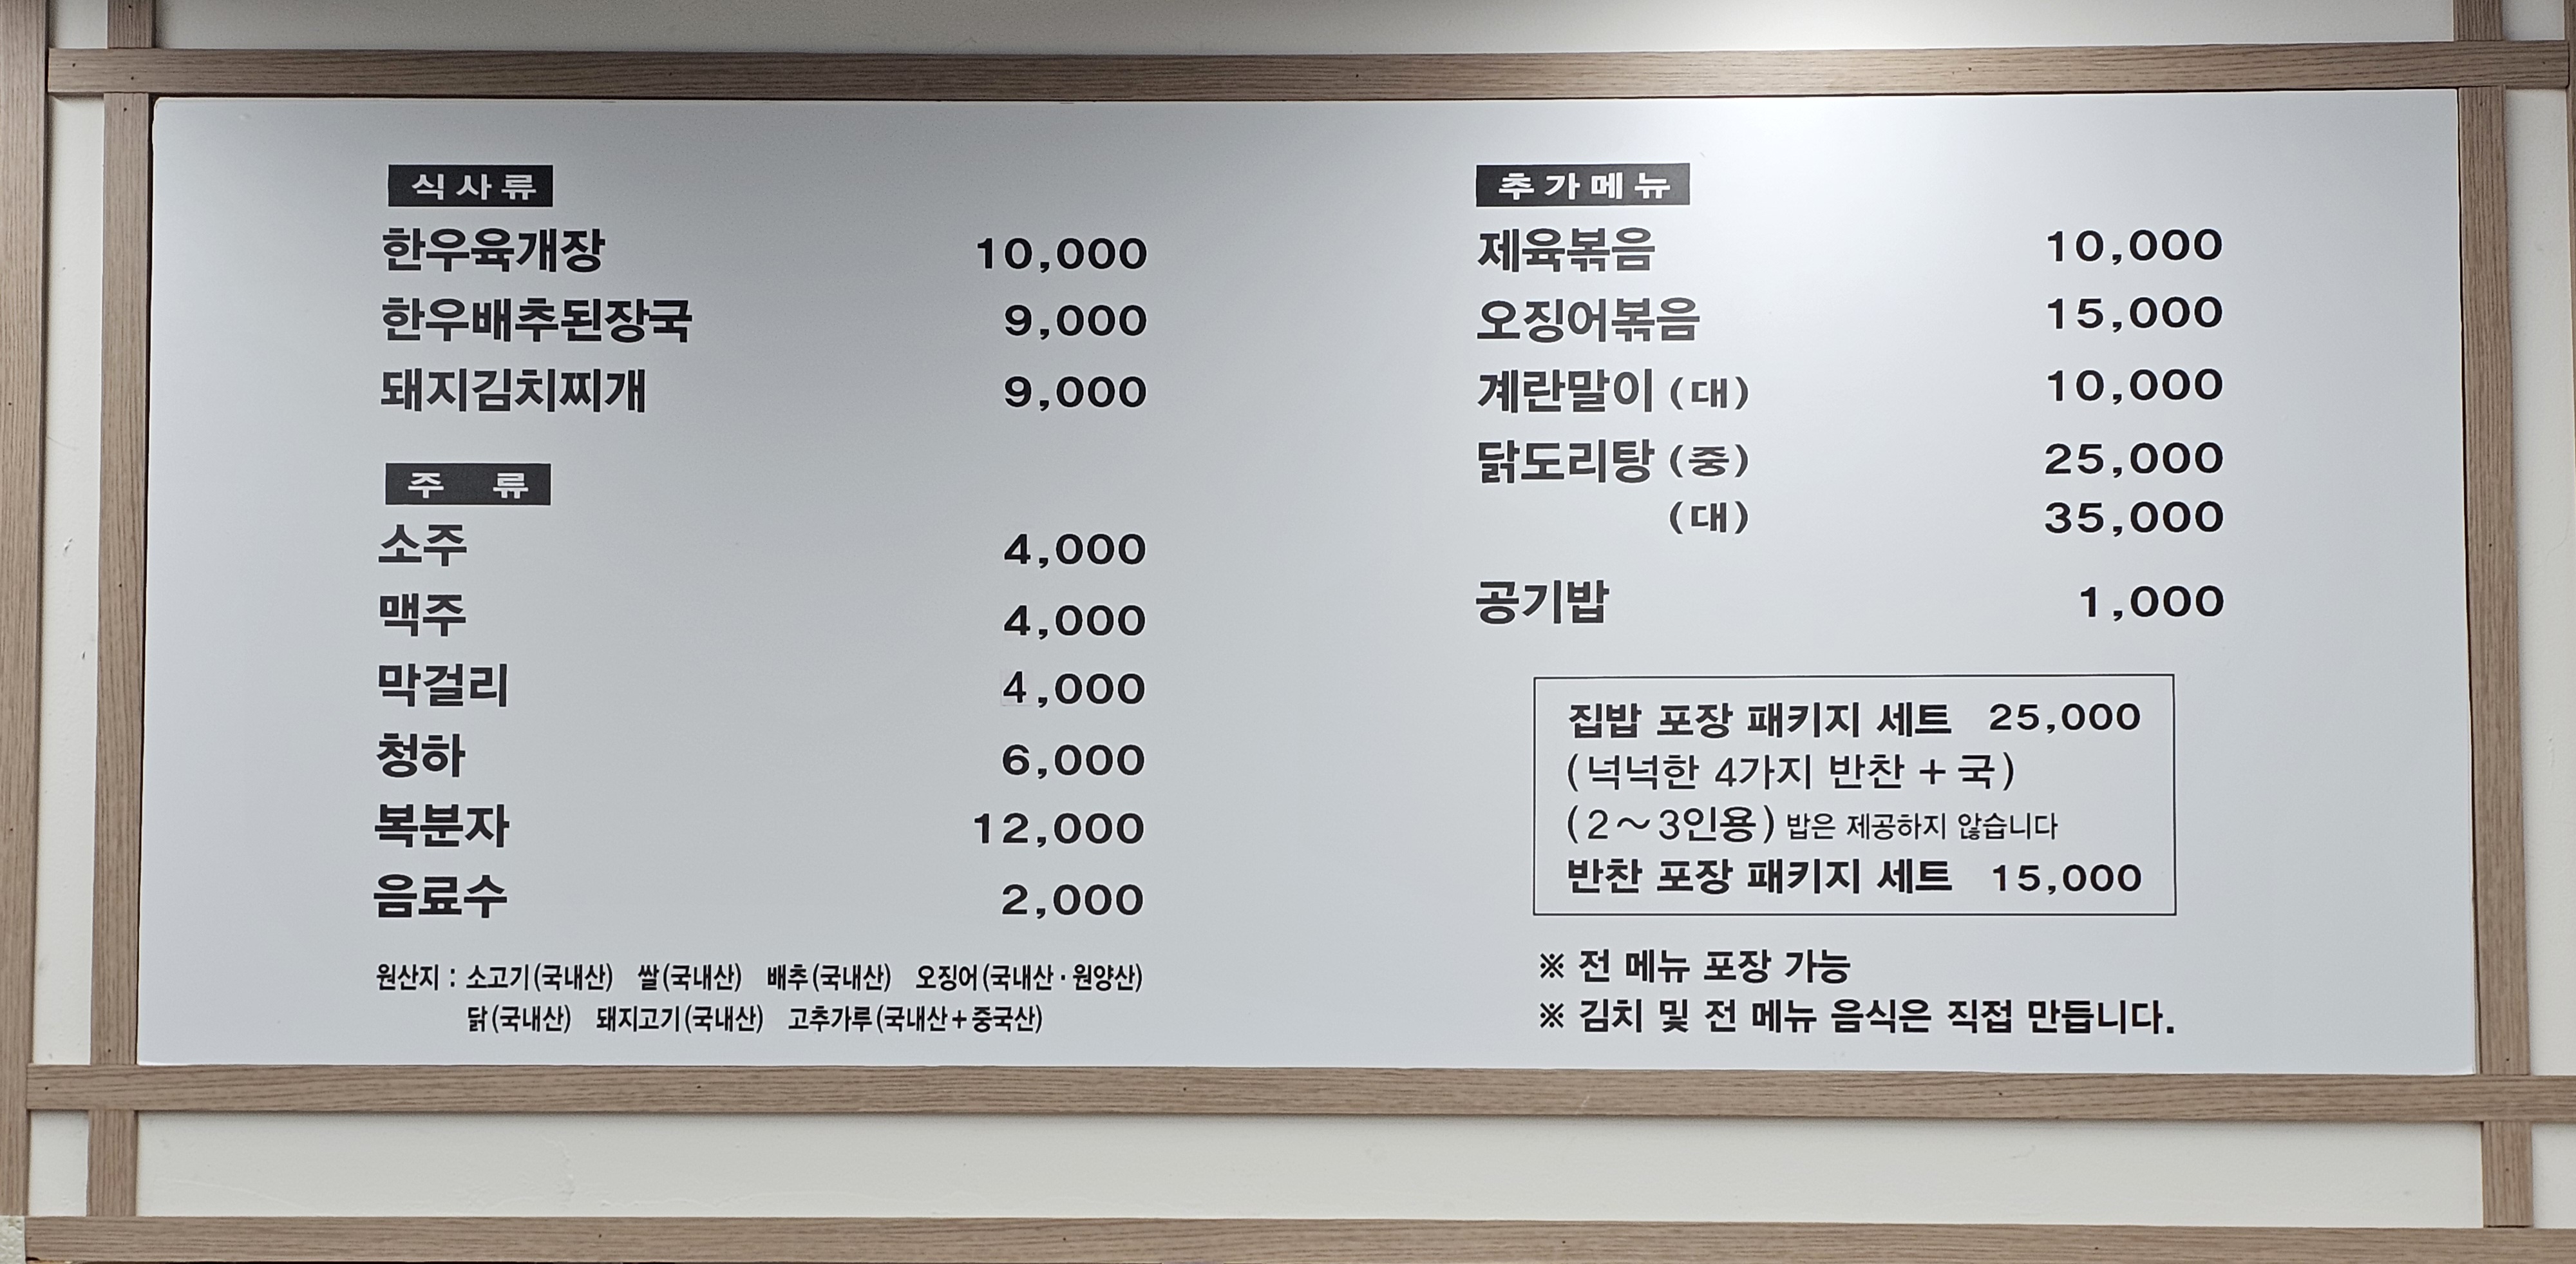 식사류
한우육개장 10,000
한우배추된장국 9,000
돼지김치찌개 9,000
주 류
소주 4,000
맥주 4,000
막걸리 4,000
청하 6,000
복분자 12,000
음료수 2,000
원산지 : 소고기(국내산) 쌀(국내산) 배추(국내산) 오징어(국내산·원양산)
닭(국내산) 돼지고기(국내산) 고추가루(국내산+중국산)
추가메뉴
제육볶음 10,000
오징어볶음 15,000
계란말이(대) 10,000
닭도리탕(중) 25,000
(대) 35,000
공기밥 1,000
집밥 포장 패키지 세트 25,000
(넉넉한 4가지 반찬+국)
(2~3인용) 밥은 제공하지 않습니다
반찬 포장 패키지 세트 15,000
※ 전 메뉴 포장 가능
※ 김치 및 전 메뉴 음식은 직접 만듭니다.